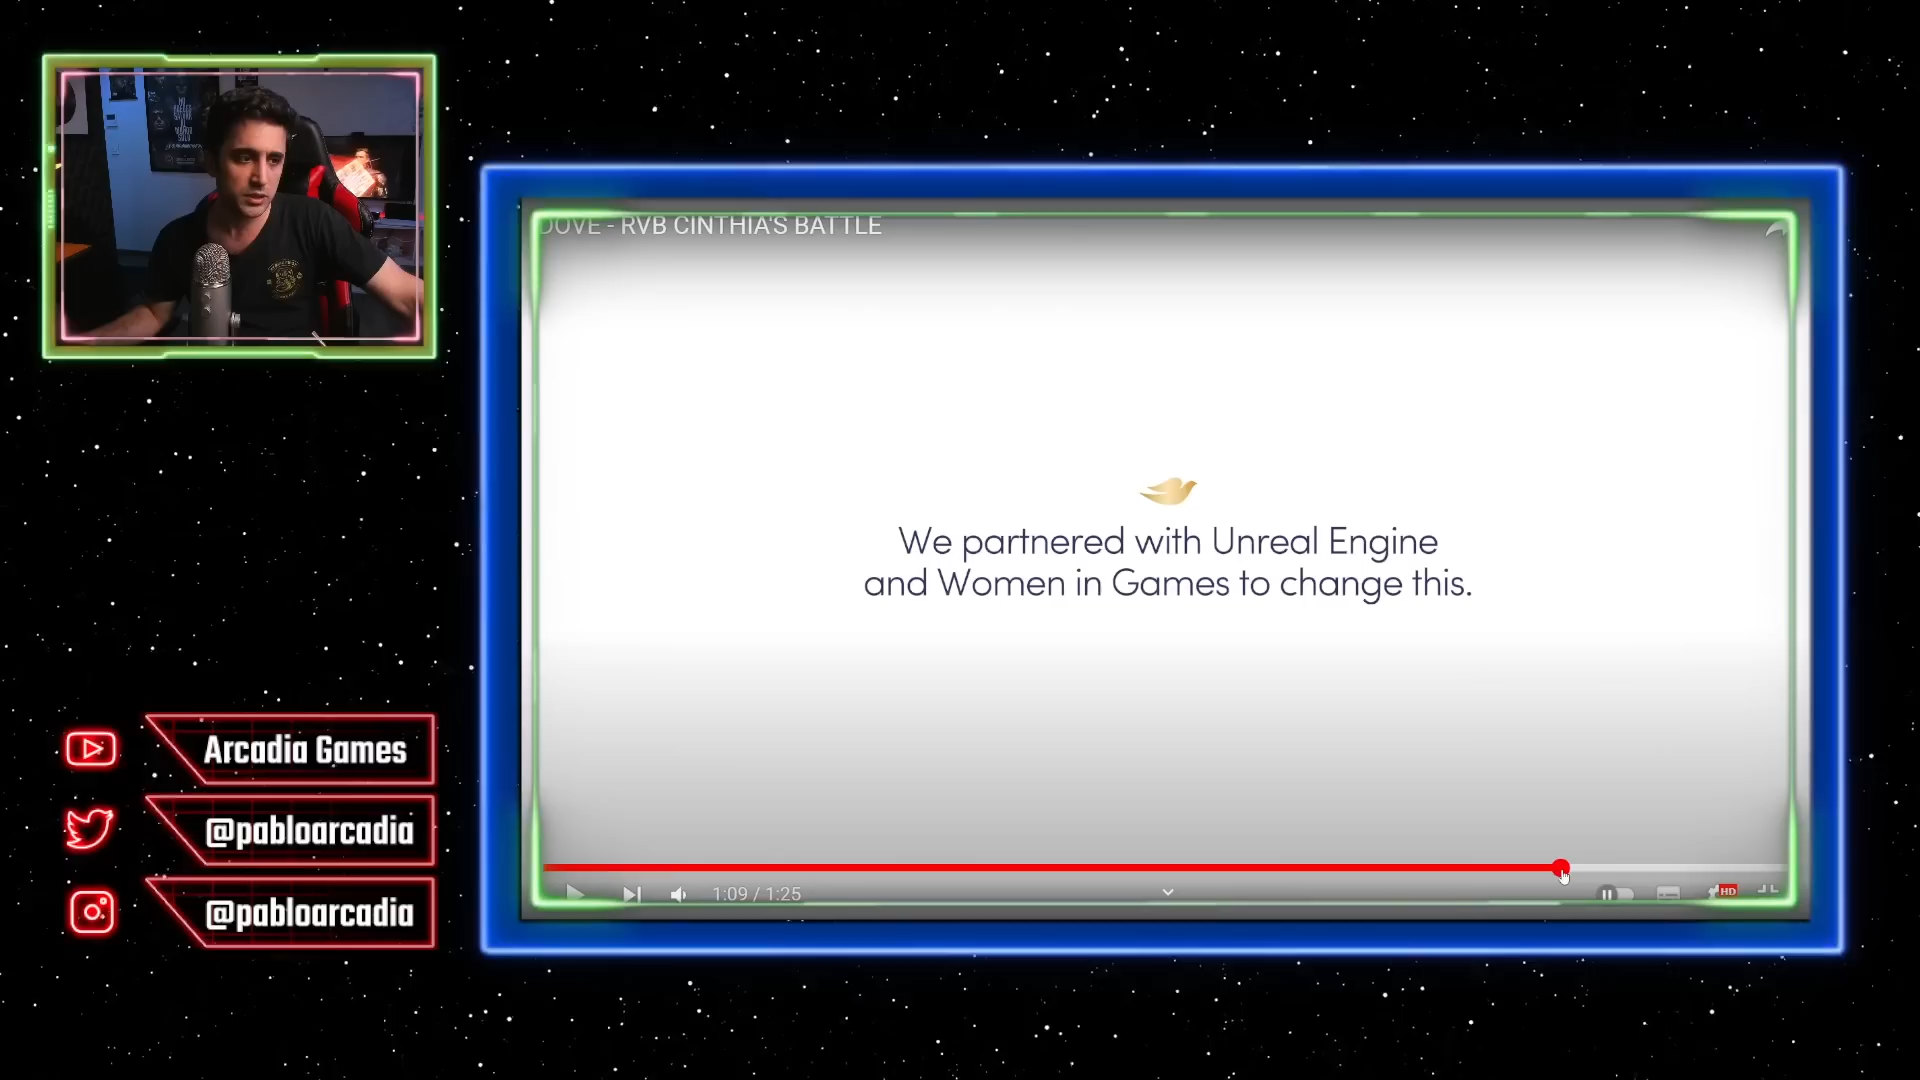 DOVE - RVB CINTHIA'S BATTLE
We partnered with Unreal Engine
and Women in Games to change this.
1:09 / 1:25
HD
Arcadia Games
@pabloarcadia
@pabloarcadia